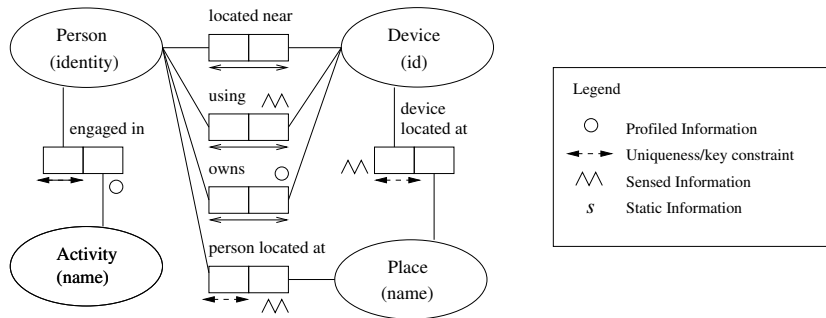 located near
Person
(identity)
Device
(id)
using
device
located at
engaged in
owns
person located at
Activity
(name)
Place
(name)
Legend
Profiled Information
Uniqueness/key constraint
Sensed Information
s Static Information